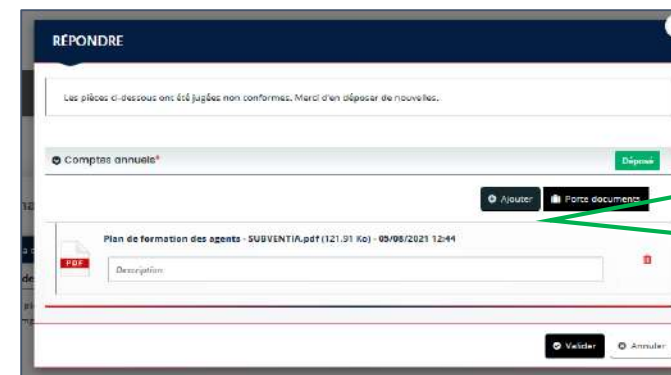 RÉPONDRE
Les pièces ci-dessous ont été jugées non conformes. Merci d'en déposer de nouvelles.
Comptes annuels*
Déposé
Ajouter
Porte documents
Plan de formation des agents - SUBVENTIA.pdf (121.91 Ko) - 05/08/2021 12:44
PDF
Description
Valider
Annuler